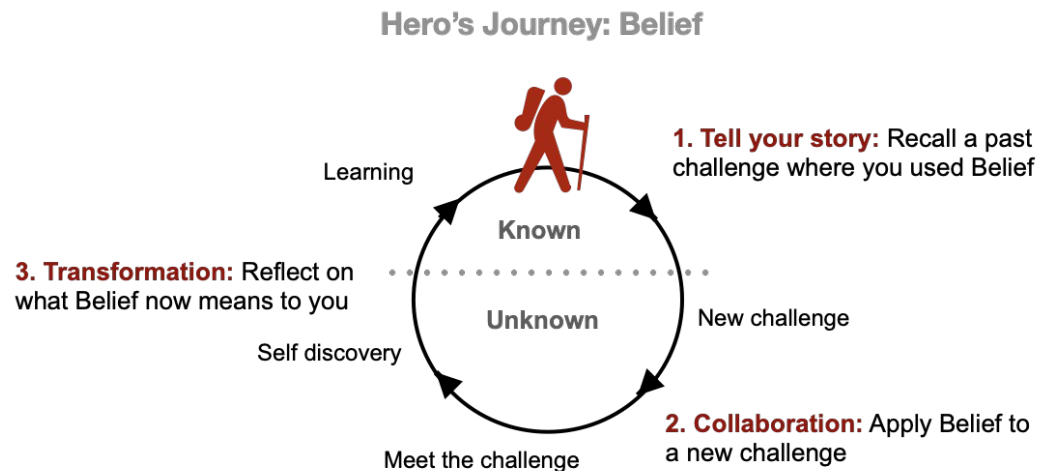 Hero’s Journey: Belief
1. Tell your story: Recall a past
challenge where you used Belief
Learning
Known
3. Transformation: Reflect on
what Belief now means to you
Unknown
New challenge
Self discovery
2. Collaboration: Apply Belief to
a new challenge
Meet the challenge